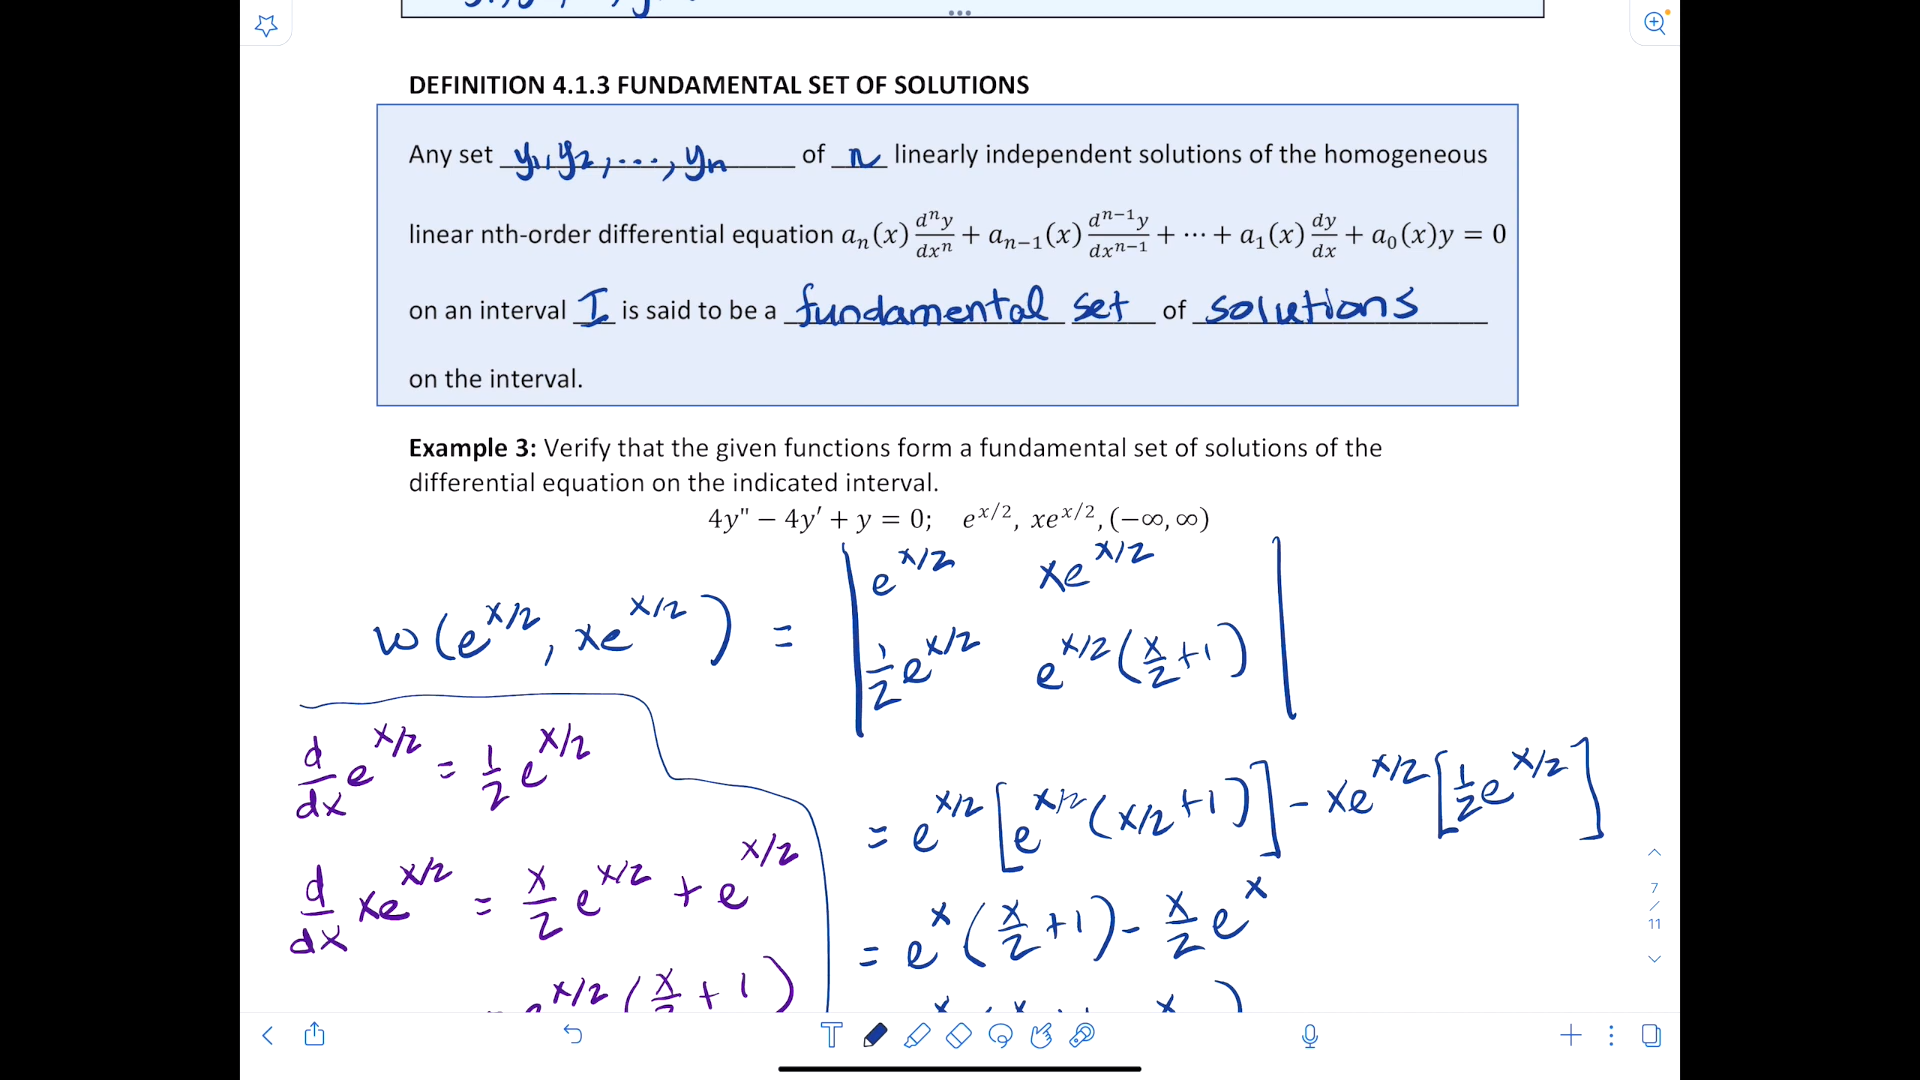 DEFINITION 4.1.3 FUNDAMENTAL SET OF SOLUTIONS
Any set y₁, y₂, ..., yₙ of n linearly independent solutions of the homogeneous
linear nth-order differential equation aₙ(x) dⁿy/dxⁿ + aₙ₋₁(x) dⁿ⁻¹y/dxⁿ⁻¹ + ⋯ + a₁(x) dy/dx + a₀(x)y = 0
on an interval I is said to be a fundamental set of solutions
on the interval.
Example 3: Verify that the given functions form a fundamental set of solutions of the
differential equation on the indicated interval.
4y" − 4y′ + y = 0; e^{x/2}, xe^{x/2}, (−∞, ∞)
w(e^{x/2}, xe^{x/2}) = | e^{x/2} xe^{x/2} |
| 1/2 e^{x/2} e^{x/2}(x/2 + 1) |
d/dx e^{x/2} = 1/2 e^{x/2}
= e^{x/2}[e^{x/2}(x/2 + 1)] − xe^{x/2}[1/2 e^{x/2}]
d/dx xe^{x/2} = x/2 e^{x/2} + e^{x/2}
= e^x(x/2 + 1) − x/2 e^x
e^{x/2}(x/2 + 1)
7
/
11